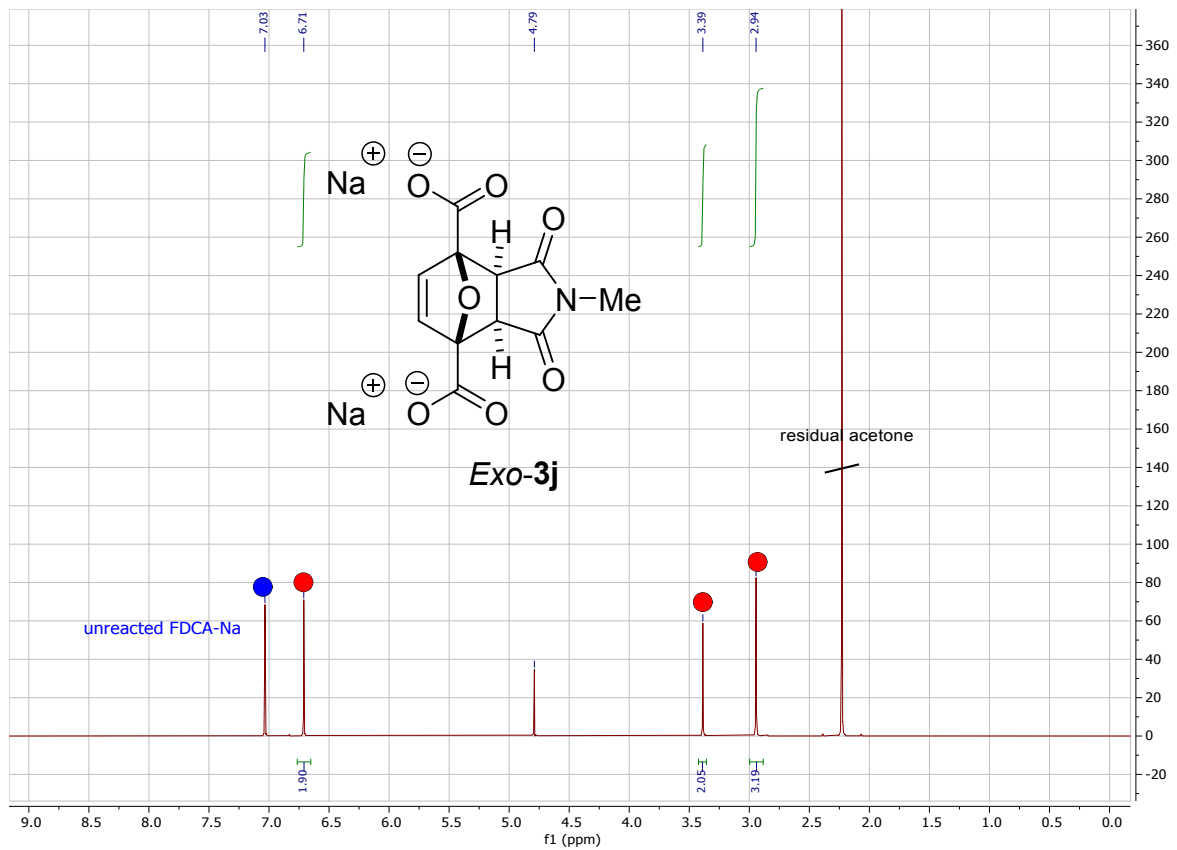 7.03
6.71
4.79
3.39
2.94
360
340
320
300
280
260
240
220
200
180
160
140
120
100
80
60
40
20
0
-20
Na + − O O
H O
O N−Me
H O
Na + − O O
Exo-3j
residual acetone
unreacted FDCA-Na
1.90
2.05
3.19
9.0 8.5 8.0 7.5 7.0 6.5 6.0 5.5 5.0 4.5 4.0 3.5 3.0 2.5 2.0 1.5 1.0 0.5 0.0
f1 (ppm)